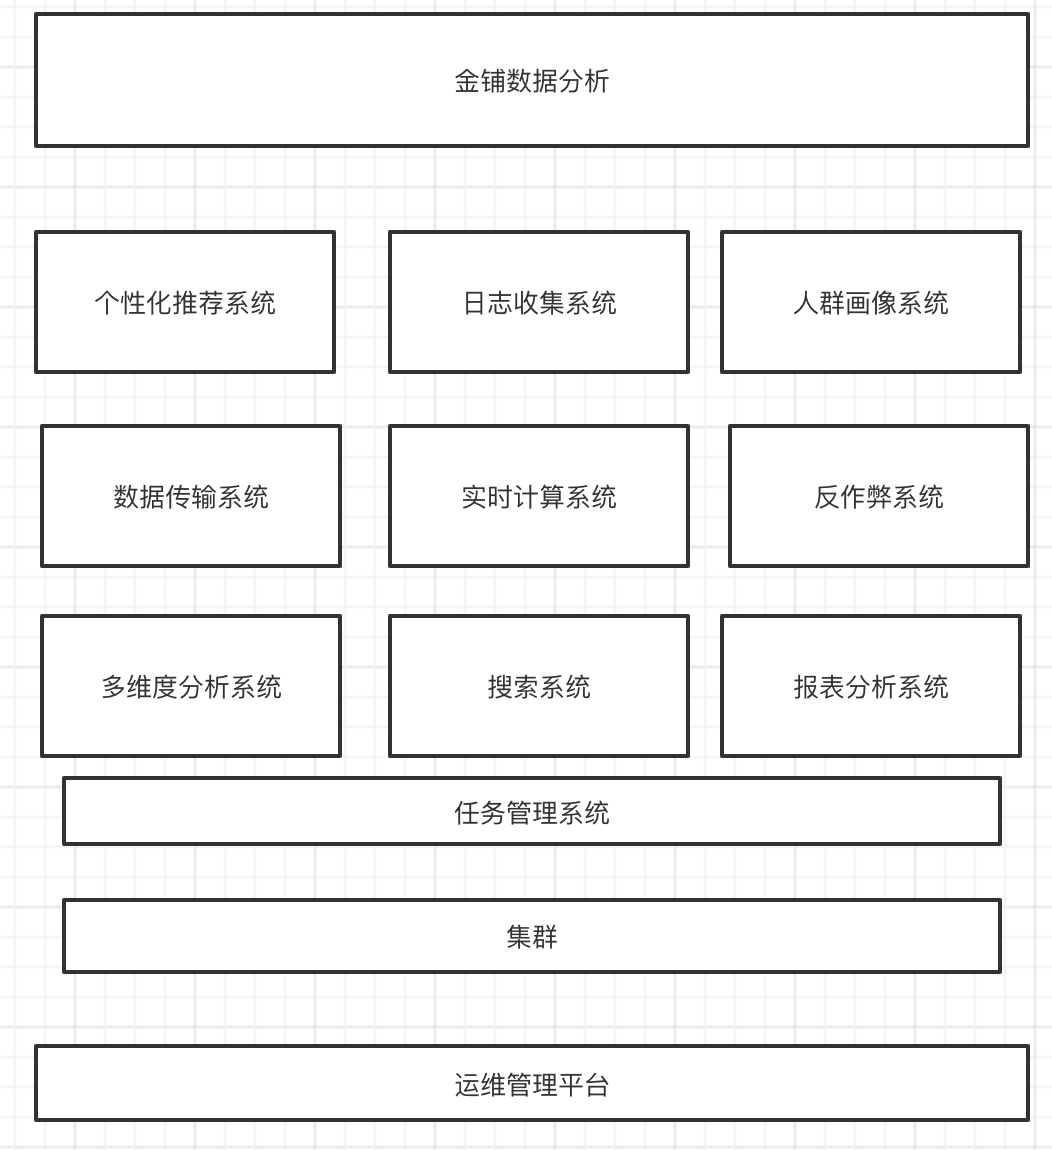 金铺数据分析
个性化推荐系统
日志收集系统
人群画像系统
数据传输系统
实时计算系统
反作弊系统
多维度分析系统
搜索系统
报表分析系统
任务管理系统
集群
运维管理平台